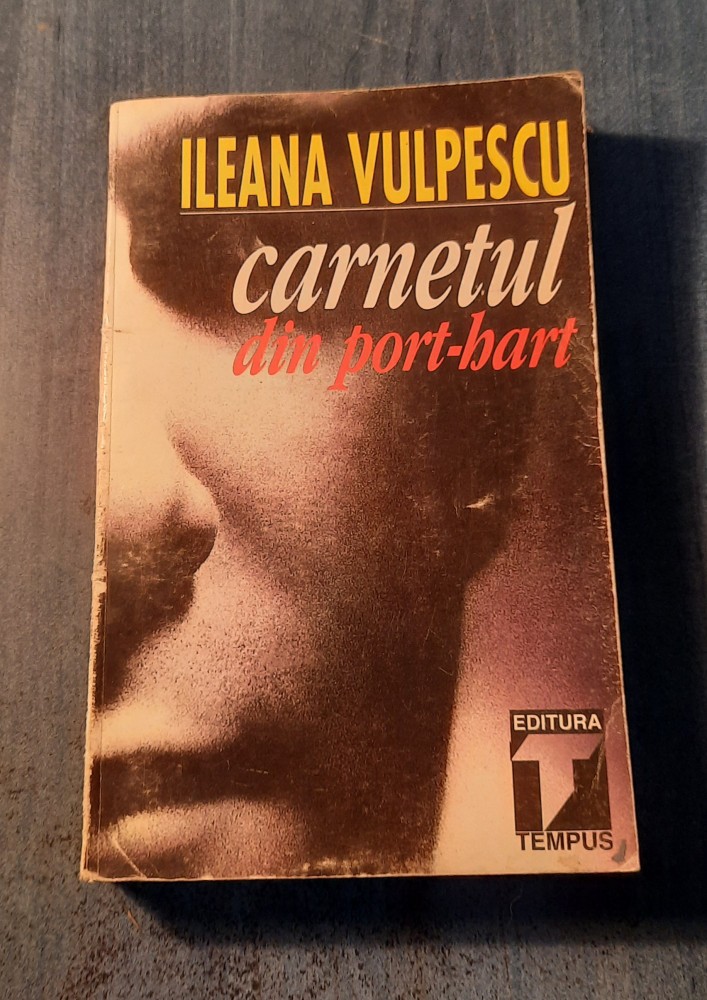 ILEANA VULPESCU
carnetul
din port-hart
EDITURA
T
TEMPUS